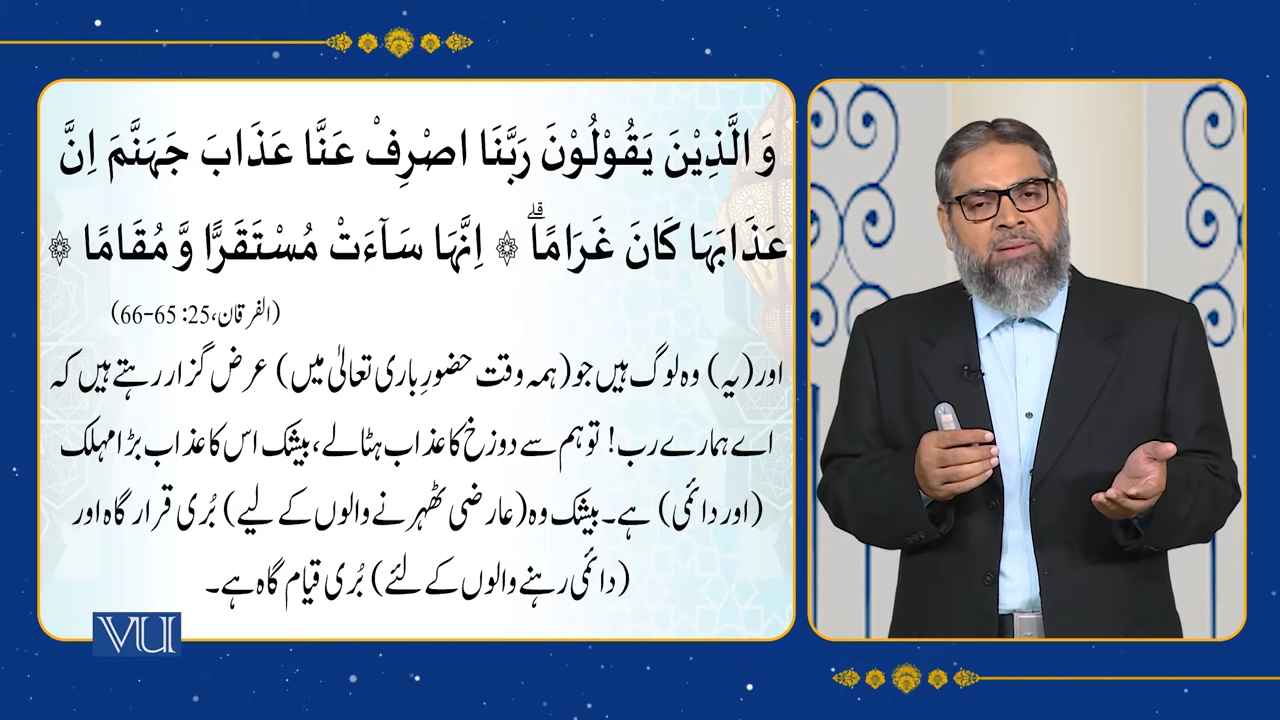 وَ الَّذِيْنَ يَقُوْلُوْنَ رَبَّنَا اصْرِفْ عَنَّا عَذَابَ جَهَنَّمَ اِنَّ
عَذَابَهَا كَانَ غَرَامًاۗۖ ۞ اِنَّهَا سَآءَتْ مُسْتَقَرًّا وَّ مُقَامًا ۞
(الفرقان،25: 65-66)
اور (یہ) وہ لوگ ہیں جو (ہمہ وقت حضورِ باری تعالیٰ میں) عرض گزار رہتے ہیں کہ
اے ہمارے رب! تو ہم سے دوزخ کا عذاب ہٹا لے، بیشک اس کا عذاب بڑا مہلک
(اور دائمی) ہے۔ بیشک وہ (عارضی ٹھہرنے والوں کے لیے) بُری قرار گاہ اور
(دائمی رہنے والوں کے لئے) بُری قیام گاہ ہے۔
VU